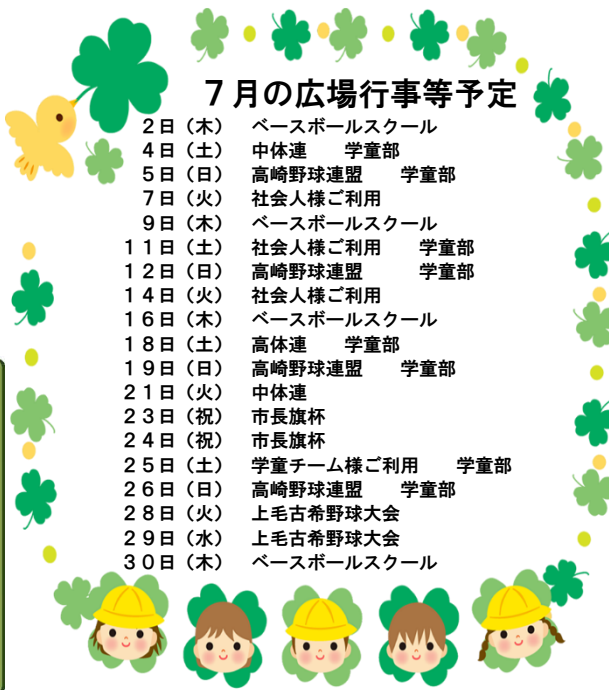 ７月の広場行事等予定
２日（木）　ベースボールスクール
４日（土）　中体連　　学童部
５日（日）　高崎野球連盟　　学童部
７日（火）　社会人様ご利用
９日（木）　ベースボールスクール
１１日（土）　社会人様ご利用　　学童部
１２日（日）　高崎野球連盟　　　学童部
１４日（火）　社会人様ご利用
１６日（木）　ベースボールスクール
１８日（土）　高体連　　学童部
１９日（日）　高崎野球連盟　　学童部
２１日（火）　中体連
２３日（祝）　市長旗杯
２４日（祝）　市長旗杯
２５日（土）　学童チーム様ご利用　　学童部
２６日（日）　高崎野球連盟　　学童部
２８日（火）　上毛古希野球大会
２９日（水）　上毛古希野球大会
３０日（木）　ベースボールスクール